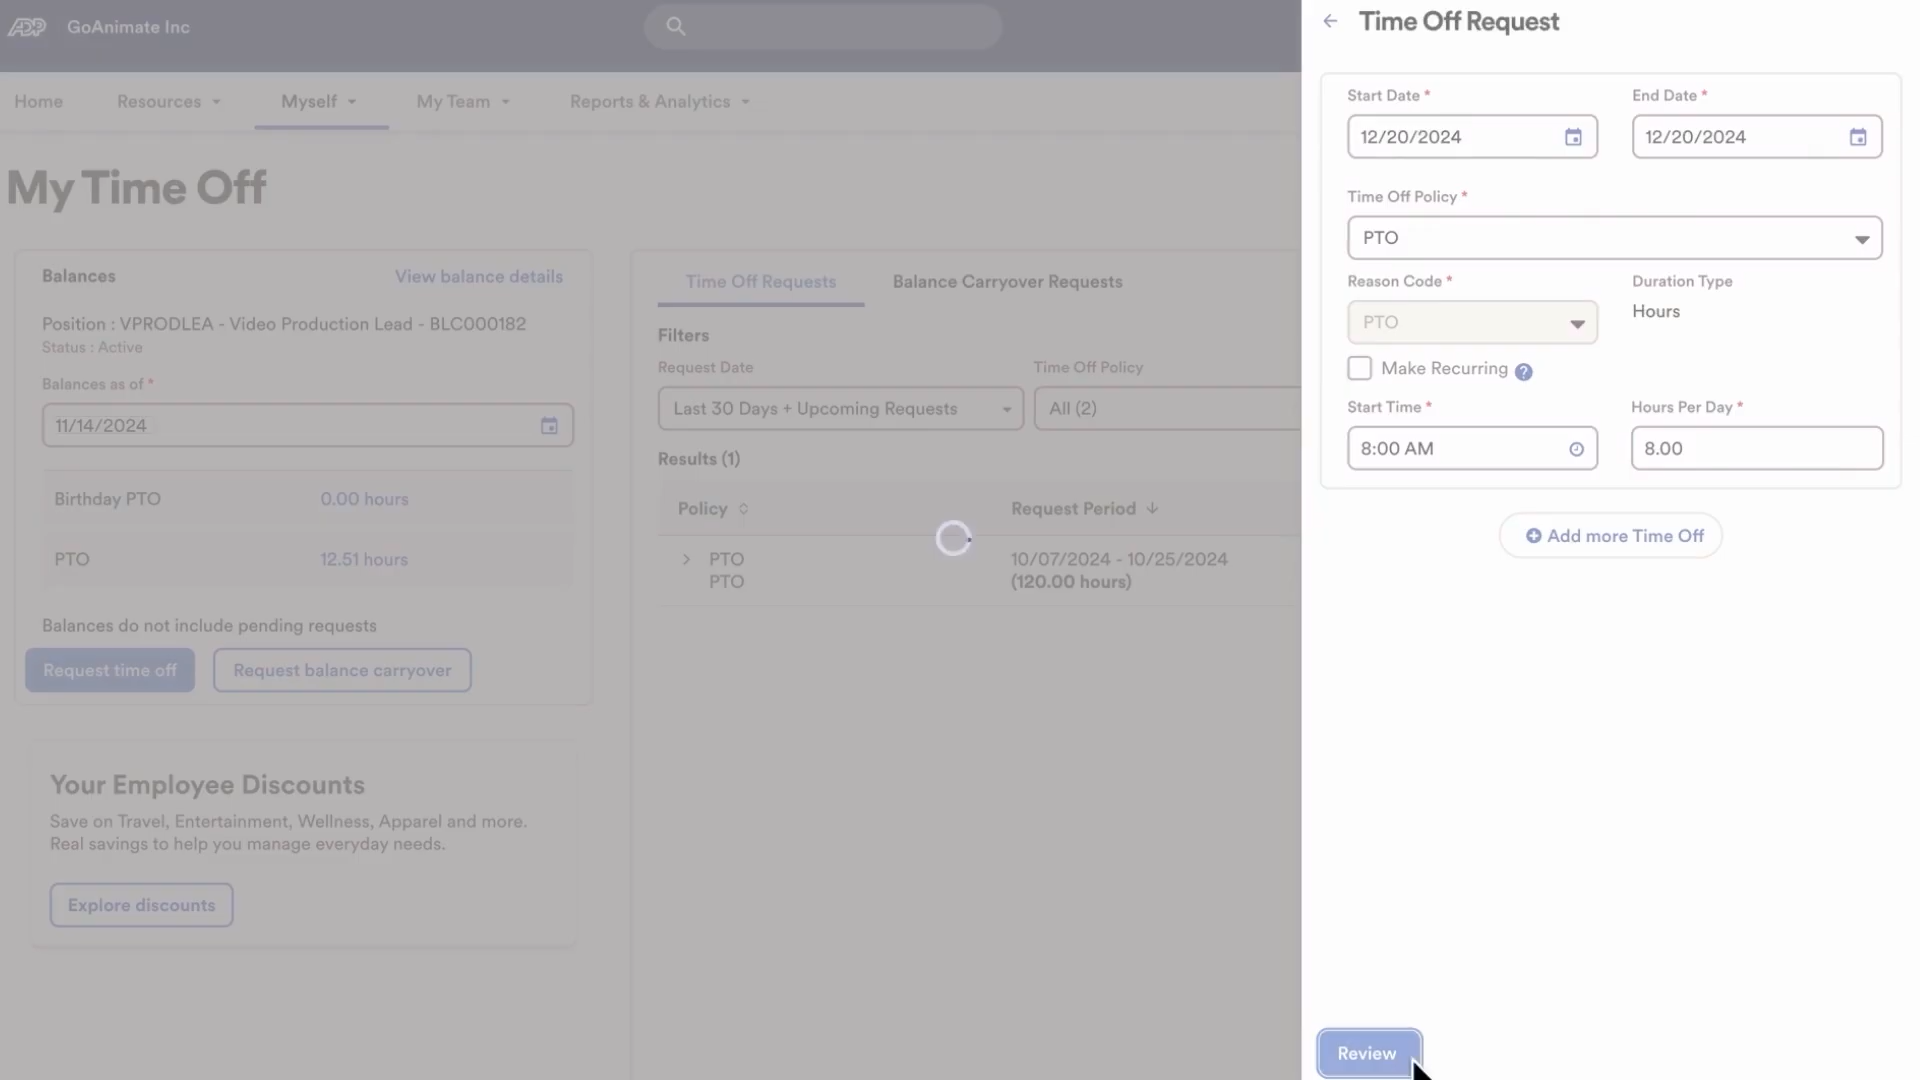 ADP
GoAnimate Inc
Home
Resources
Myself
My Team
Reports & Analytics
My Time Off
Balances
View balance details
Position : VPRODLEA - Video Production Lead - BLC000182
Status : Active
Balances as of *
11/14/2024
Birthday PTO
0.00 hours
PTO
12.51 hours
Balances do not include pending requests
Request time off
Request balance carryover
Your Employee Discounts
Save on Travel, Entertainment, Wellness, Apparel and more.
Real savings to help you manage everyday needs.
Explore discounts
Time Off Requests
Balance Carryover Requests
Filters
Request Date
Time Off Policy
Last 30 Days + Upcoming Requests
All (2)
Results (1)
Policy
Request Period
PTO
10/07/2024 - 10/25/2024
PTO
(120.00 hours)
Time Off Request
Start Date *
End Date *
12/20/2024
12/20/2024
Time Off Policy *
PTO
Reason Code *
Duration Type
PTO
Hours
Make Recurring ?
Start Time *
Hours Per Day *
8:00 AM
8.00
Add more Time Off
Review